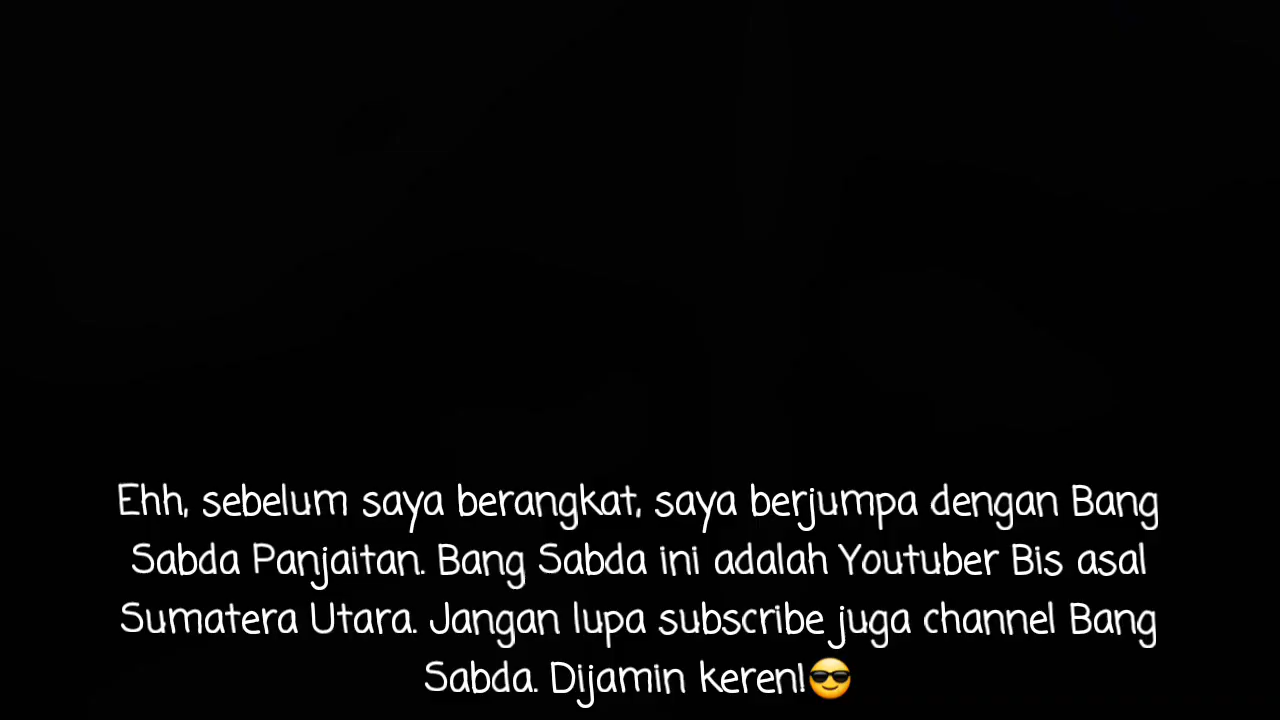 Ehh, sebelum saya berangkat, saya berjumpa dengan Bang
Sabda Panjaitan. Bang Sabda ini adalah Youtuber Bis asal
Sumatera Utara. Jangan lupa subscribe juga channel Bang
Sabda. Dijamin keren!😎